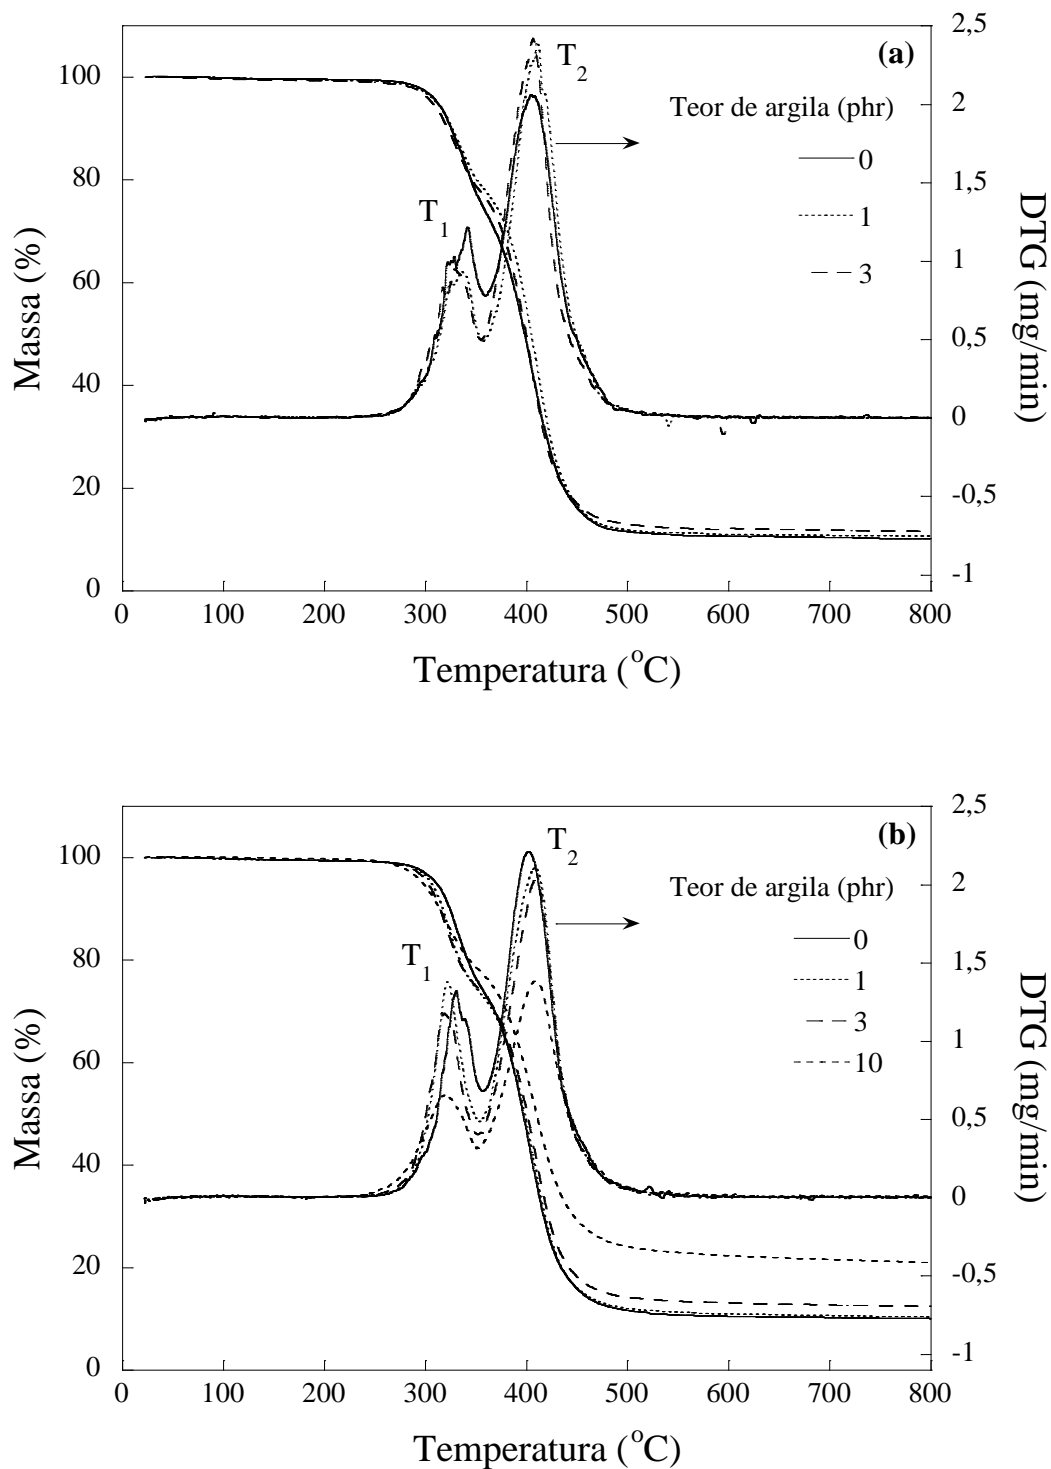 (a)
2,5
100
T2
2
Teor de argila (phr)
0
80
1,5
T1
1
1
60
3
0,5
40
0
20
-0,5
0
-1
Massa (%)
DTG (mg/min)
0 100 200 300 400 500 600 700 800
Temperatura (°C)
(b)
2,5
100
T2
2
Teor de argila (phr)
0
80
T1
1,5
1
3
1
60
10
0,5
40
0
20
-0,5
0
-1
Massa (%)
DTG (mg/min)
0 100 200 300 400 500 600 700 800
Temperatura (°C)